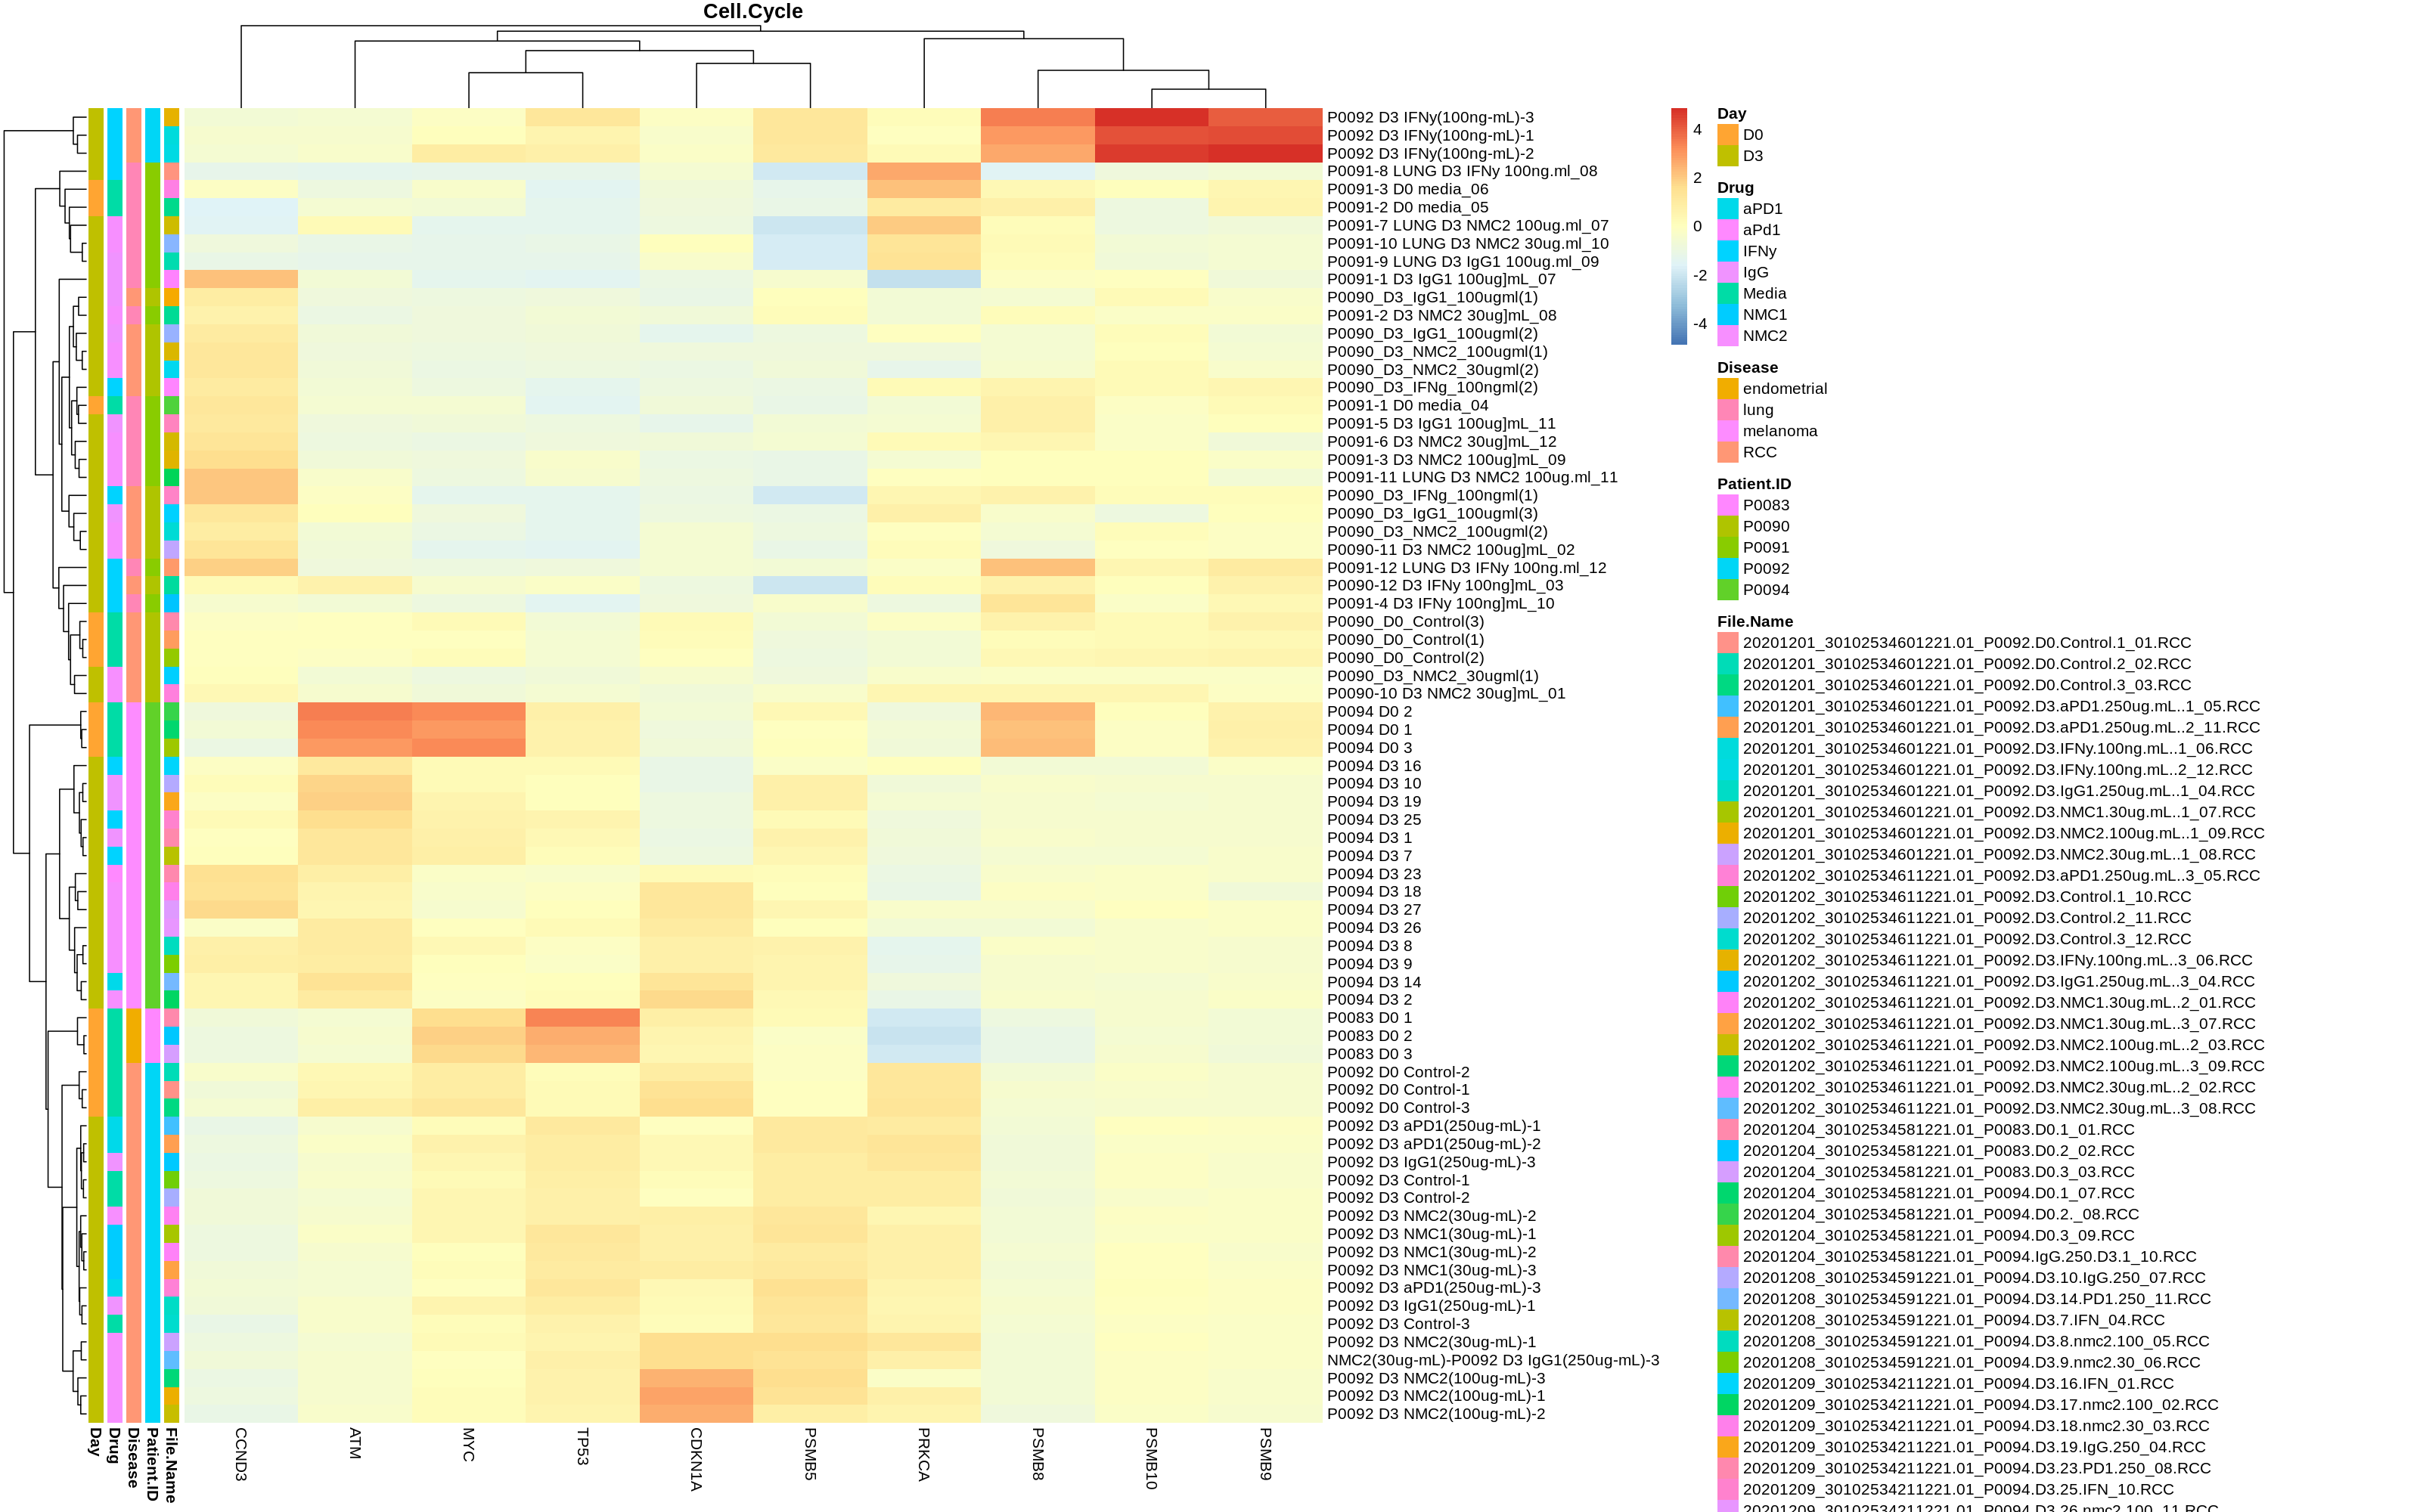 Cell.Cycle
P0092 D3 IFNy(100ng-mL)-3
P0092 D3 IFNy(100ng-mL)-1
P0092 D3 IFNy(100ng-mL)-2
P0091-8 LUNG D3 IFNy 100ng.ml_08
P0091-3 D0 media_06
P0091-2 D0 media_05
P0091-7 LUNG D3 NMC2 100ug.ml_07
P0091-10 LUNG D3 NMC2 30ug.ml_10
P0091-9 LUNG D3 IgG1 100ug.ml_09
P0091-1 D3 IgG1 100ug]mL_07
P0090_D3_IgG1_100ugml(1)
P0091-2 D3 NMC2 30ug]mL_08
P0090_D3_IgG1_100ugml(2)
P0090_D3_NMC2_100ugml(1)
P0090_D3_NMC2_30ugml(2)
P0090_D3_IFNg_100ngml(2)
P0091-1 D0 media_04
P0091-5 D3 IgG1 100ug]mL_11
P0091-6 D3 NMC2 30ug]mL_12
P0091-3 D3 NMC2 100ug]mL_09
P0091-11 LUNG D3 NMC2 100ug.ml_11
P0090_D3_IFNg_100ngml(1)
P0090_D3_IgG1_100ugml(3)
P0090_D3_NMC2_100ugml(2)
P0090-11 D3 NMC2 100ug]mL_02
P0091-12 LUNG D3 IFNy 100ng.ml_12
P0090-12 D3 IFNy 100ng]mL_03
P0091-4 D3 IFNy 100ng]mL_10
P0090_D0_Control(3)
P0090_D0_Control(1)
P0090_D0_Control(2)
P0090_D3_NMC2_30ugml(1)
P0090-10 D3 NMC2 30ug]mL_01
P0094 D0 2
P0094 D0 1
P0094 D0 3
P0094 D3 16
P0094 D3 10
P0094 D3 19
P0094 D3 25
P0094 D3 1
P0094 D3 7
P0094 D3 23
P0094 D3 18
P0094 D3 27
P0094 D3 26
P0094 D3 8
P0094 D3 9
P0094 D3 14
P0094 D3 2
P0083 D0 1
P0083 D0 2
P0083 D0 3
P0092 D0 Control-2
P0092 D0 Control-1
P0092 D0 Control-3
P0092 D3 aPD1(250ug-mL)-1
P0092 D3 aPD1(250ug-mL)-2
P0092 D3 IgG1(250ug-mL)-3
P0092 D3 Control-1
P0092 D3 Control-2
P0092 D3 NMC2(30ug-mL)-2
P0092 D3 NMC1(30ug-mL)-1
P0092 D3 NMC1(30ug-mL)-2
P0092 D3 NMC1(30ug-mL)-3
P0092 D3 aPD1(250ug-mL)-3
P0092 D3 IgG1(250ug-mL)-1
P0092 D3 Control-3
P0092 D3 NMC2(30ug-mL)-1
NMC2(30ug-mL)-P0092 D3 IgG1(250ug-mL)-3
P0092 D3 NMC2(100ug-mL)-3
P0092 D3 NMC2(100ug-mL)-1
P0092 D3 NMC2(100ug-mL)-2
Day
Drug
Disease
Patient.ID
File.Name
CCND3
ATM
MYC
TP53
CDKN1A
PSMB5
PRKCA
PSMB8
PSMB10
PSMB9
4
2
0
-2
-4
Day
D0
D3
Drug
aPD1
aPd1
IFNy
IgG
Media
NMC1
NMC2
Disease
endometrial
lung
melanoma
RCC
Patient.ID
P0083
P0090
P0091
P0092
P0094
File.Name
20201201_30102534601221.01_P0092.D0.Control.1_01.RCC
20201201_30102534601221.01_P0092.D0.Control.2_02.RCC
20201201_30102534601221.01_P0092.D0.Control.3_03.RCC
20201201_30102534601221.01_P0092.D3.aPD1.250ug.mL..1_05.RCC
20201201_30102534601221.01_P0092.D3.aPD1.250ug.mL..2_11.RCC
20201201_30102534601221.01_P0092.D3.IFNy.100ng.mL..1_06.RCC
20201201_30102534601221.01_P0092.D3.IFNy.100ng.mL..2_12.RCC
20201201_30102534601221.01_P0092.D3.IgG1.250ug.mL..1_04.RCC
20201201_30102534601221.01_P0092.D3.NMC1.30ug.mL..1_07.RCC
20201201_30102534601221.01_P0092.D3.NMC2.100ug.mL..1_09.RCC
20201201_30102534601221.01_P0092.D3.NMC2.30ug.mL..1_08.RCC
20201202_30102534611221.01_P0092.D3.aPD1.250ug.mL..3_05.RCC
20201202_30102534611221.01_P0092.D3.Control.1_10.RCC
20201202_30102534611221.01_P0092.D3.Control.2_11.RCC
20201202_30102534611221.01_P0092.D3.Control.3_12.RCC
20201202_30102534611221.01_P0092.D3.IFNy.100ng.mL..3_06.RCC
20201202_30102534611221.01_P0092.D3.IgG1.250ug.mL..3_04.RCC
20201202_30102534611221.01_P0092.D3.NMC1.30ug.mL..2_01.RCC
20201202_30102534611221.01_P0092.D3.NMC1.30ug.mL..3_07.RCC
20201202_30102534611221.01_P0092.D3.NMC2.100ug.mL..2_03.RCC
20201202_30102534611221.01_P0092.D3.NMC2.100ug.mL..3_09.RCC
20201202_30102534611221.01_P0092.D3.NMC2.30ug.mL..2_02.RCC
20201202_30102534611221.01_P0092.D3.NMC2.30ug.mL..3_08.RCC
20201204_30102534581221.01_P0083.D0.1_01.RCC
20201204_30102534581221.01_P0083.D0.2_02.RCC
20201204_30102534581221.01_P0083.D0.3_03.RCC
20201204_30102534581221.01_P0094.D0.1_07.RCC
20201204_30102534581221.01_P0094.D0.2._08.RCC
20201204_30102534581221.01_P0094.D0.3_09.RCC
20201204_30102534581221.01_P0094.IgG.250.D3.1_10.RCC
20201208_30102534591221.01_P0094.D3.10.IgG.250_07.RCC
20201208_30102534591221.01_P0094.D3.14.PD1.250_11.RCC
20201208_30102534591221.01_P0094.D3.7.IFN_04.RCC
20201208_30102534591221.01_P0094.D3.8.nmc2.100_05.RCC
20201208_30102534591221.01_P0094.D3.9.nmc2.30_06.RCC
20201209_30102534211221.01_P0094.D3.16.IFN_01.RCC
20201209_30102534211221.01_P0094.D3.17.nmc2.100_02.RCC
20201209_30102534211221.01_P0094.D3.18.nmc2.30_03.RCC
20201209_30102534211221.01_P0094.D3.19.IgG.250_04.RCC
20201209_30102534211221.01_P0094.D3.23.PD1.250_08.RCC
20201209_30102534211221.01_P0094.D3.25.IFN_10.RCC
20201209_30102534211221.01_P0094.D3.26.nmc2.100_11.RCC